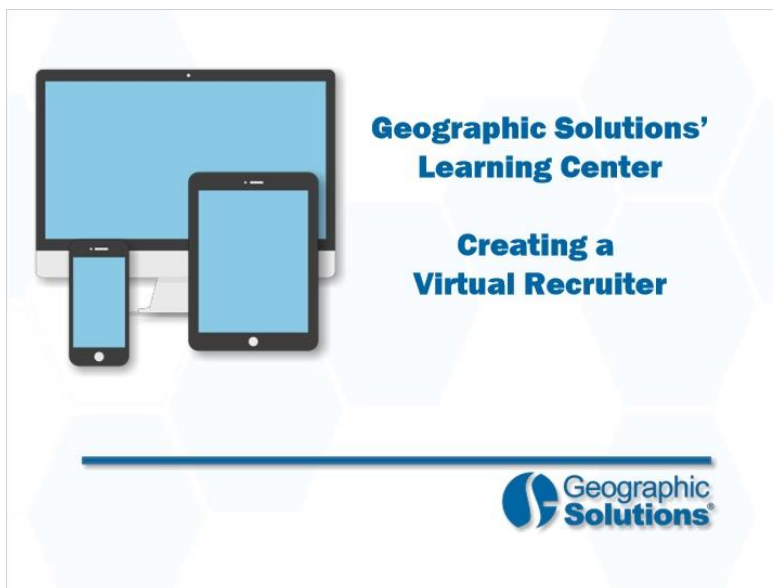 Geographic Solutions’
Learning Center
Creating a
Virtual Recruiter
Geographic
Solutions®